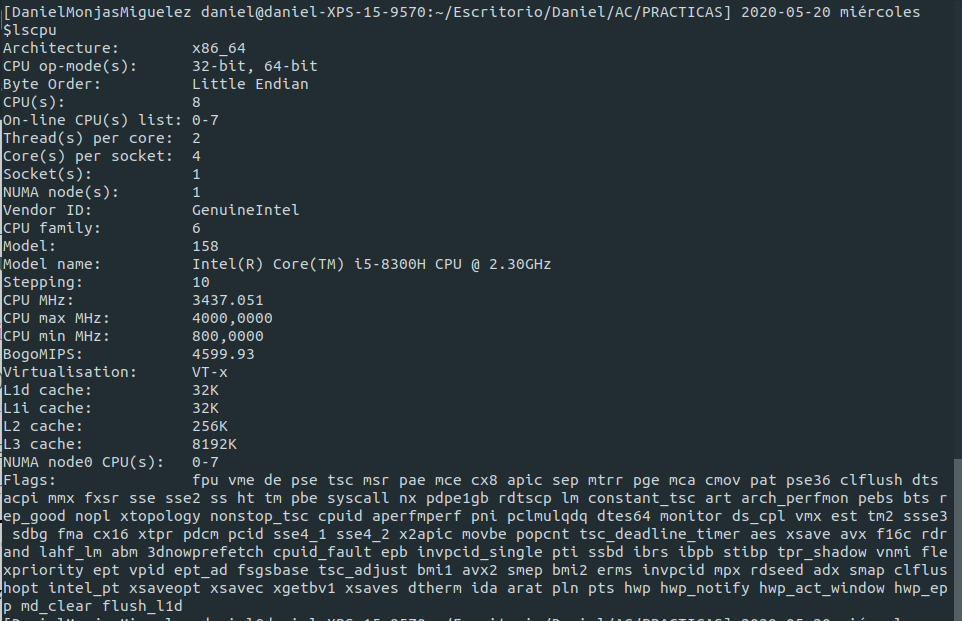 [DanielMonjasMiguelez daniel@daniel-XPS-15-9570:~/Escritorio/Daniel/AC/PRACTICAS] 2020-05-20 miércoles
$lscpu
Architecture:        x86_64
CPU op-mode(s):      32-bit, 64-bit
Byte Order:          Little Endian
CPU(s):              8
On-line CPU(s) list: 0-7
Thread(s) per core:  2
Core(s) per socket:  4
Socket(s):           1
NUMA node(s):        1
Vendor ID:           GenuineIntel
CPU family:          6
Model:               158
Model name:          Intel(R) Core(TM) i5-8300H CPU @ 2.30GHz
Stepping:            10
CPU MHz:             3437.051
CPU max MHz:         4000,0000
CPU min MHz:         800,0000
BogoMIPS:            4599.93
Virtualisation:      VT-x
L1d cache:           32K
L1i cache:           32K
L2 cache:            256K
L3 cache:            8192K
NUMA node0 CPU(s):   0-7
Flags:               fpu vme de pse tsc msr pae mce cx8 apic sep mtrr pge mca cmov pat pse36 clflush dts
acpi mmx fxsr sse sse2 ss ht tm pbe syscall nx pdpe1gb rdtscp lm constant_tsc art arch_perfmon pebs bts r
ep_good nopl xtopology nonstop_tsc cpuid aperfmperf pni pclmulqdq dtes64 monitor ds_cpl vmx est tm2 ssse3
sdbg fma cx16 xtpr pdcm pcid sse4_1 sse4_2 x2apic movbe popcnt tsc_deadline_timer aes xsave avx f16c rdr
and lahf_lm abm 3dnowprefetch cpuid_fault epb invpcid_single pti ssbd ibrs ibpb stibp tpr_shadow vnmi fle
xpriority ept vpid ept_ad fsgsbase tsc_adjust bmi1 avx2 smep bmi2 erms invpcid mpx rdseed adx smap clflus
hopt intel_pt xsaveopt xsavec xgetbv1 xsaves dtherm ida arat pln pts hwp hwp_notify hwp_act_window hwp_ep
p md_clear flush_l1d